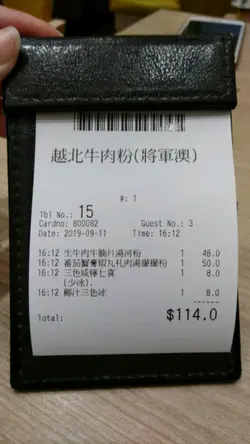 越北牛肉粉(將軍澳)
#: 1
Tbl No.: 15
Cardno: 800082 Guest No.: 3
Date: 2019-09-11 Time: 16:12
16:12 生牛肉牛腩片湯河粉 1 46.0
16:12 番茄蟹膏蝦丸札肉湯檬檬粉 1 50.0
16:12 三色咸檸七喜 1 8.0
(少冰).
16:12 椰汁三色冰 1 8.0
------
Total: $114.0